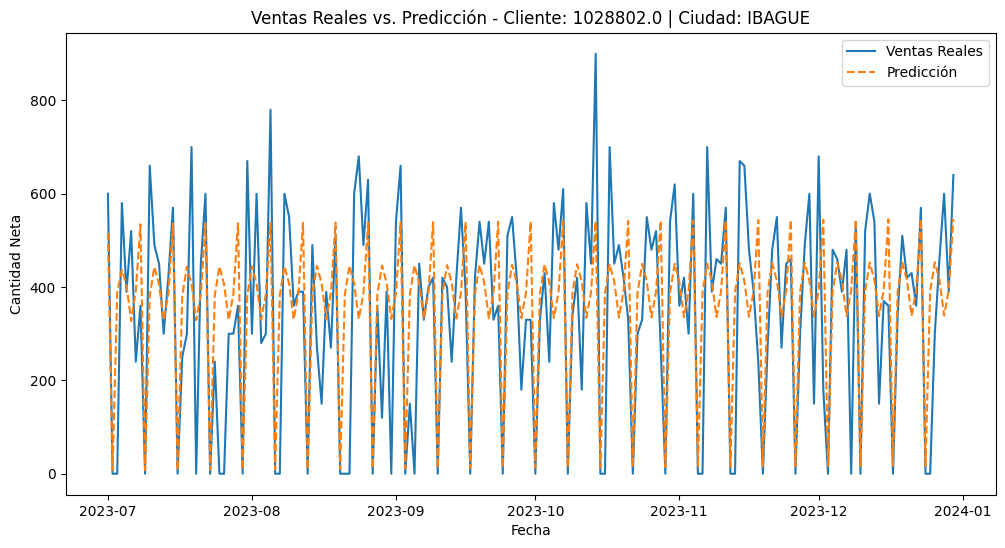 Ventas Reales vs. Predicción - Cliente: 1028802.0 | Ciudad: IBAGUE
Ventas Reales
Predicción
Cantidad Neta
800
600
400
200
0
2023-07
2023-08
2023-09
2023-10
2023-11
2023-12
2024-01
Fecha